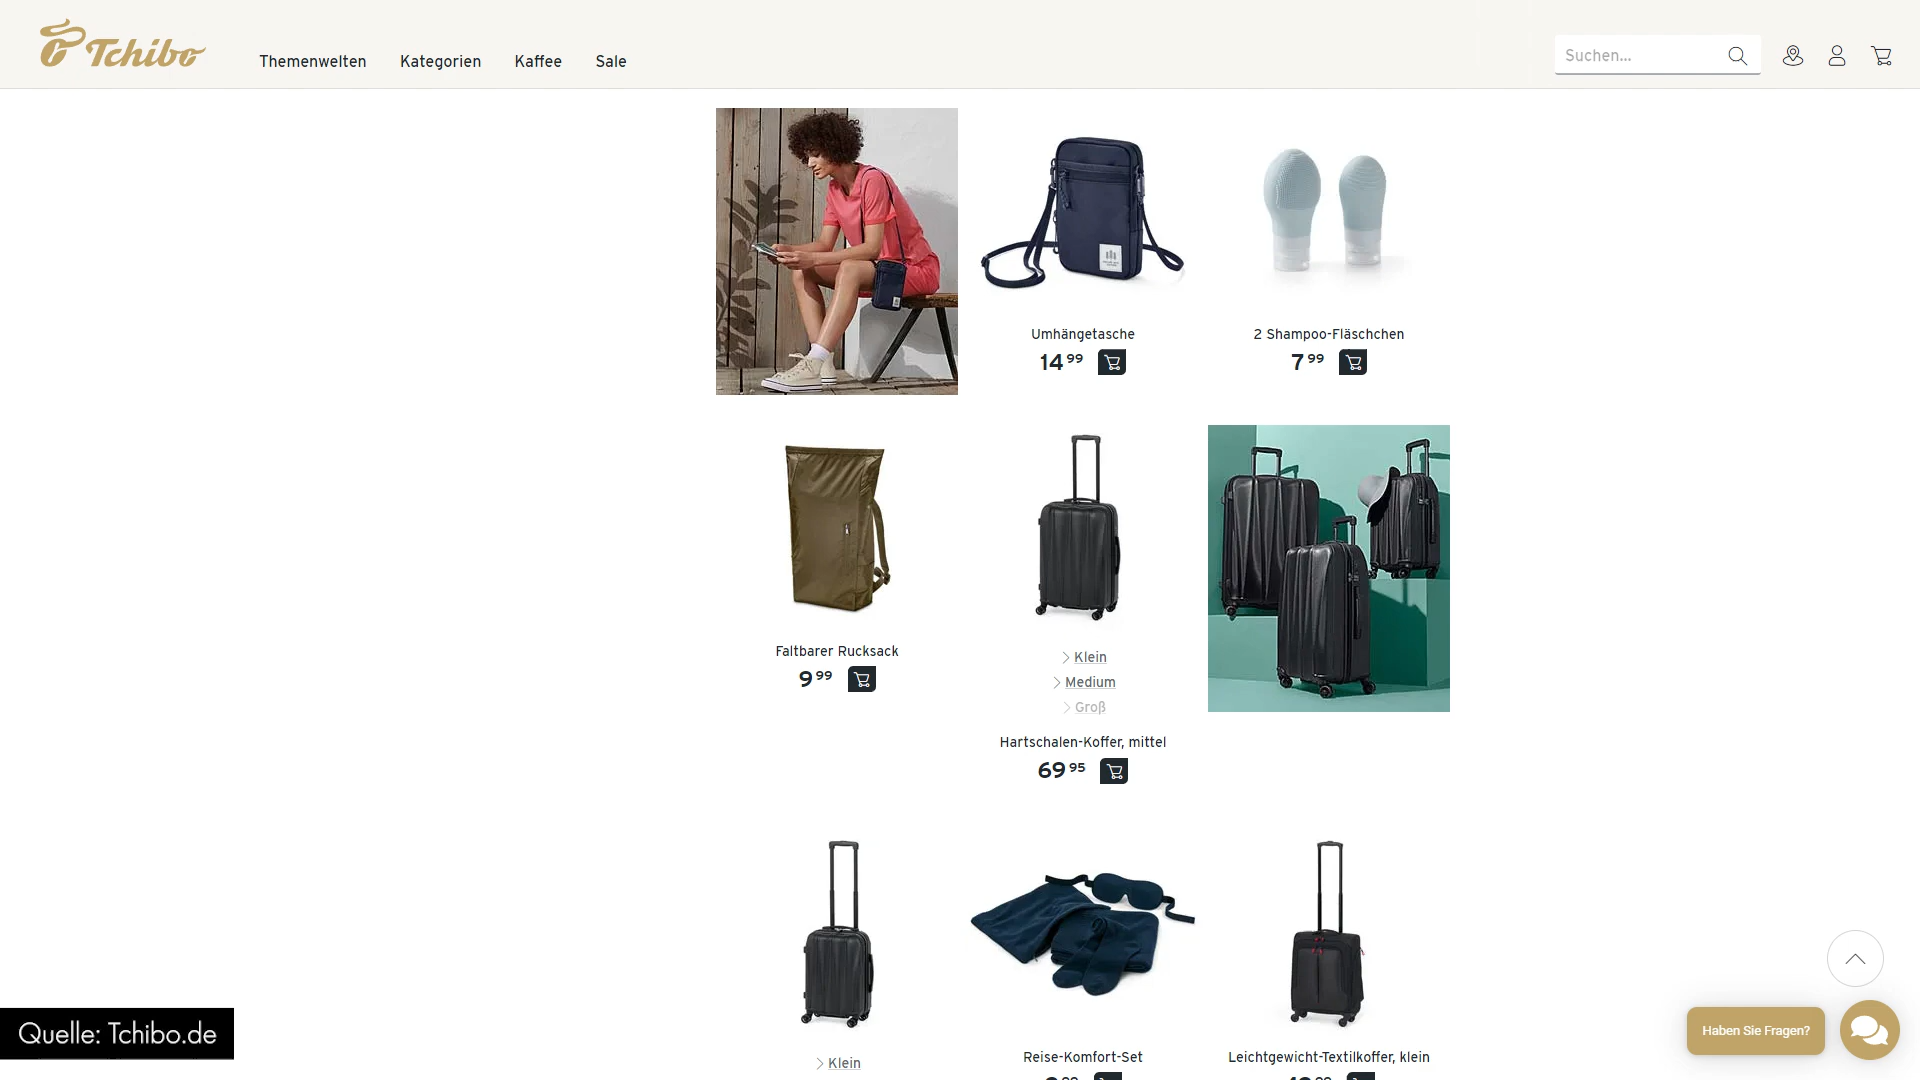 Tchibo
Themenwelten
Kategorien
Kaffee
Sale
Suchen...
Umhängetasche
14 99
2 Shampoo-Fläschchen
7 99
Faltbarer Rucksack
9 99
Klein
Medium
Groß
Hartschalen-Koffer, mittel
69 95
Klein
Reise-Komfort-Set
Leichtgewicht-Textilkoffer, klein
Haben Sie Fragen?
Quelle: Tchibo.de